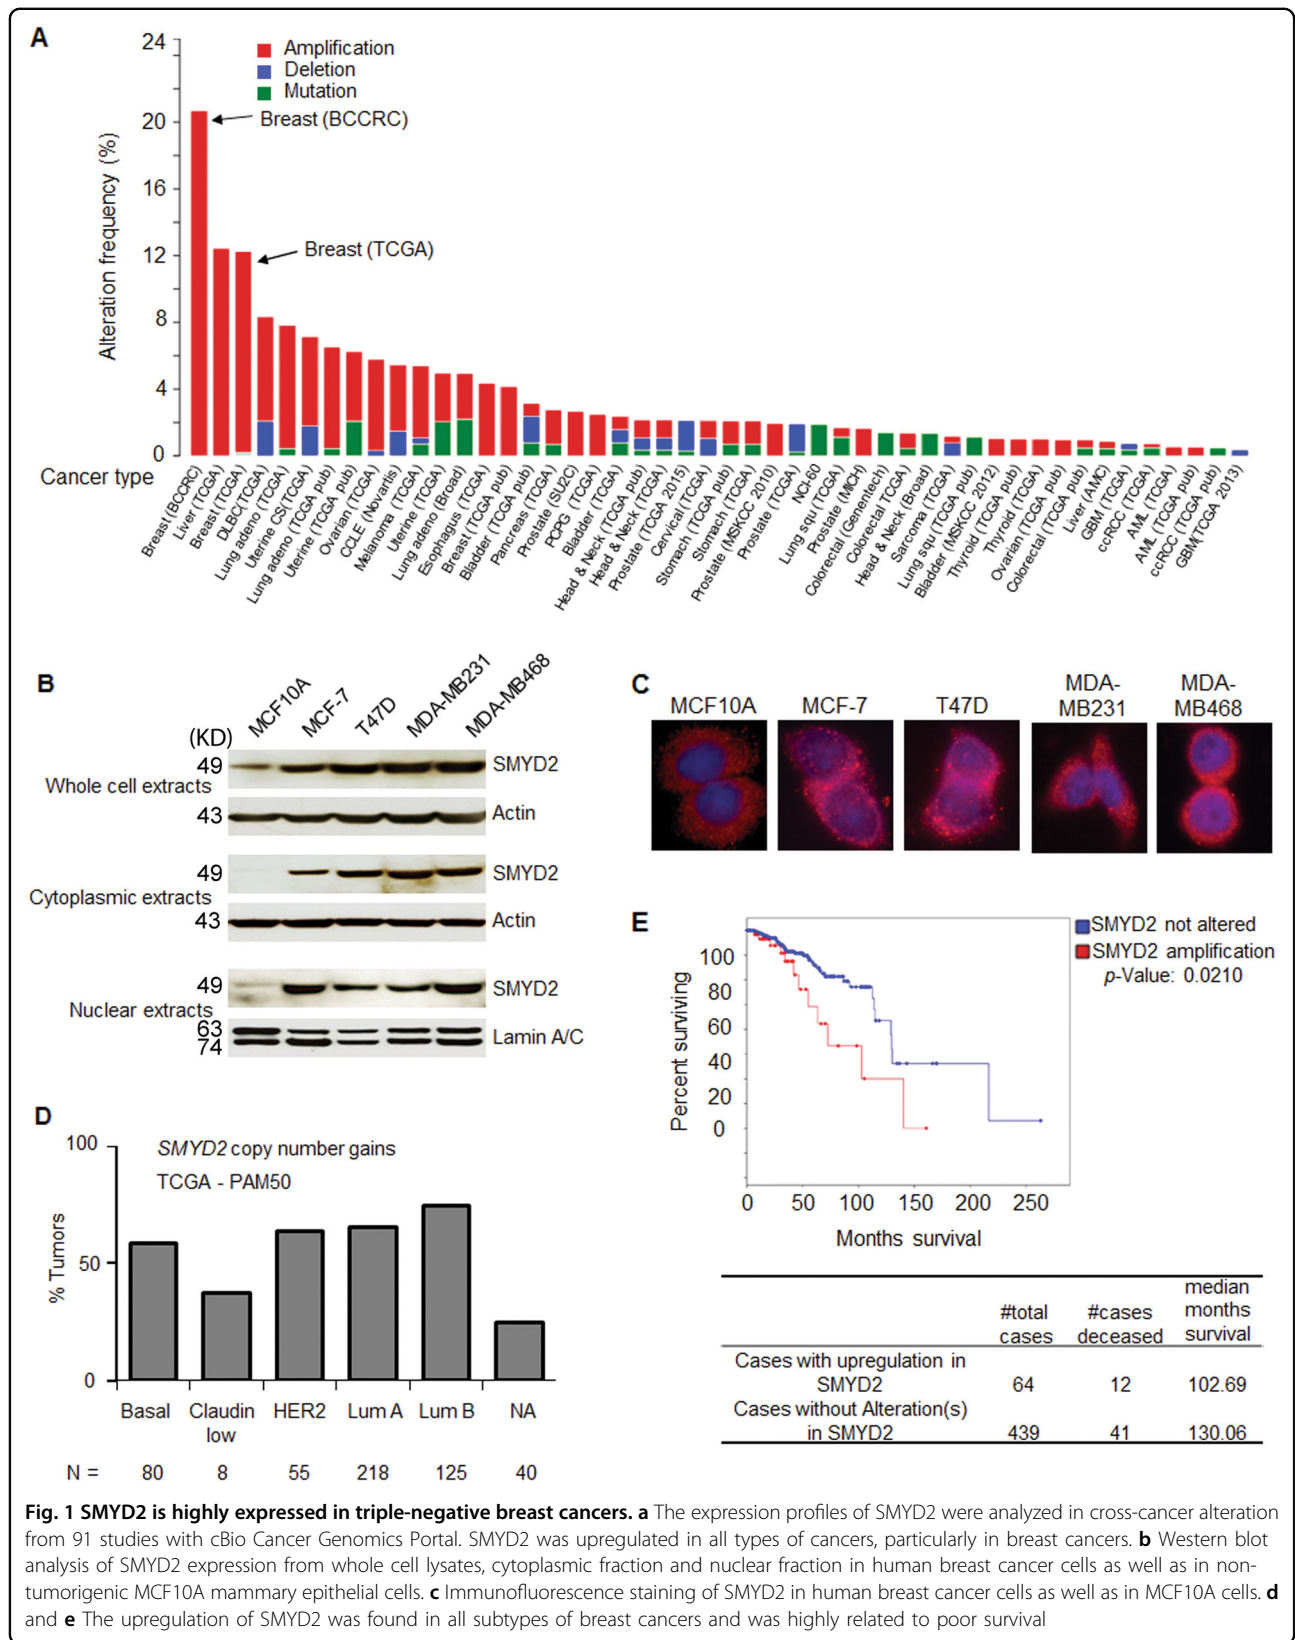 A
24
20
16
12
8
4
0
Alteration frequency (%)
Amplification
Deletion
Mutation
Breast (BCCRC)
Breast (TCGA)
Cancer type
Breast (BCCRC)
Liver (TCGA)
Breast (TCGA)
DLBC(TCGA)
Lung adeno (TCGA)
Uterine CS(TCGA)
Lung adeno (TCGA pub)
Uterine (TCGA pub)
Ovarian (TCGA)
CCLE (Novartis)
Melanoma (TCGA)
Uterine (TCGA)
Lung adeno (Broad)
Esophagus (TCGA)
Breast (TCGA pub)
Bladder (TCGA pub)
Pancreas (TCGA)
Prostate (SU2C)
PCPG (TCGA)
Bladder (TCGA)
Head & Neck (TCGA pub)
Head & Neck (TCGA)
Prostate (TCGA 2015)
Cervical (TCGA)
Stomach (TCGA pub)
Stomach (TCGA)
Prostate (MSKCC 2010)
Prostate (TCGA)
NCI-60
Lung squ (TCGA)
Prostate (MICH)
Colorectal (Genentech)
Colorectal (TCGA)
Head & Neck (Broad)
Sarcoma (TCGA)
Lung squ (TCGA pub)
Bladder (MSKCC 2012)
Thyroid (TCGA pub)
Thyroid (TCGA)
Ovarian (TCGA pub)
Colorectal (TCGA pub)
Liver (AMC)
GBM (TCGA)
ccRCC (TCGA)
AML (TCGA)
AML (TCGA pub)
ccRCC (TCGA pub)
GBM(TCGA 2013)
B
MCF10A
MCF-7
T47D
MDA-MB231
MDA-MB468
(KD)
49
SMYD2
Whole cell extracts
43
Actin
49
SMYD2
Cytoplasmic extracts
43
Actin
49
SMYD2
Nuclear extracts
63
Lamin A/C
74
C
MCF10A
MCF-7
T47D
MDA-
MB231
MDA-
MB468
D
100
50
0
% Tumors
SMYD2 copy number gains
TCGA - PAM50
Basal
Claudin
low
HER2
Lum A
Lum B
NA
N = 80 8 55 218 125 40
E
SMYD2 not altered
SMYD2 amplification
p-Value: 0.0210
100
80
60
40
20
0
Percent surviving
0 50 100 150 200 250
Months survival
#total
cases
#cases
deceased
median
months
survival
Cases with upregulation in
SMYD2 64 12 102.69
Cases without Alteration(s)
in SMYD2 439 41 130.06
Fig. 1 SMYD2 is highly expressed in triple-negative breast cancers. a The expression profiles of SMYD2 were analyzed in cross-cancer alteration
from 91 studies with cBio Cancer Genomics Portal. SMYD2 was upregulated in all types of cancers, particularly in breast cancers. b Western blot
analysis of SMYD2 expression from whole cell lysates, cytoplasmic fraction and nuclear fraction in human breast cancer cells as well as in non-
tumorigenic MCF10A mammary epithelial cells. c Immunofluorescence staining of SMYD2 in human breast cancer cells as well as in MCF10A cells. d
and e The upregulation of SMYD2 was found in all subtypes of breast cancers and was highly related to poor survival